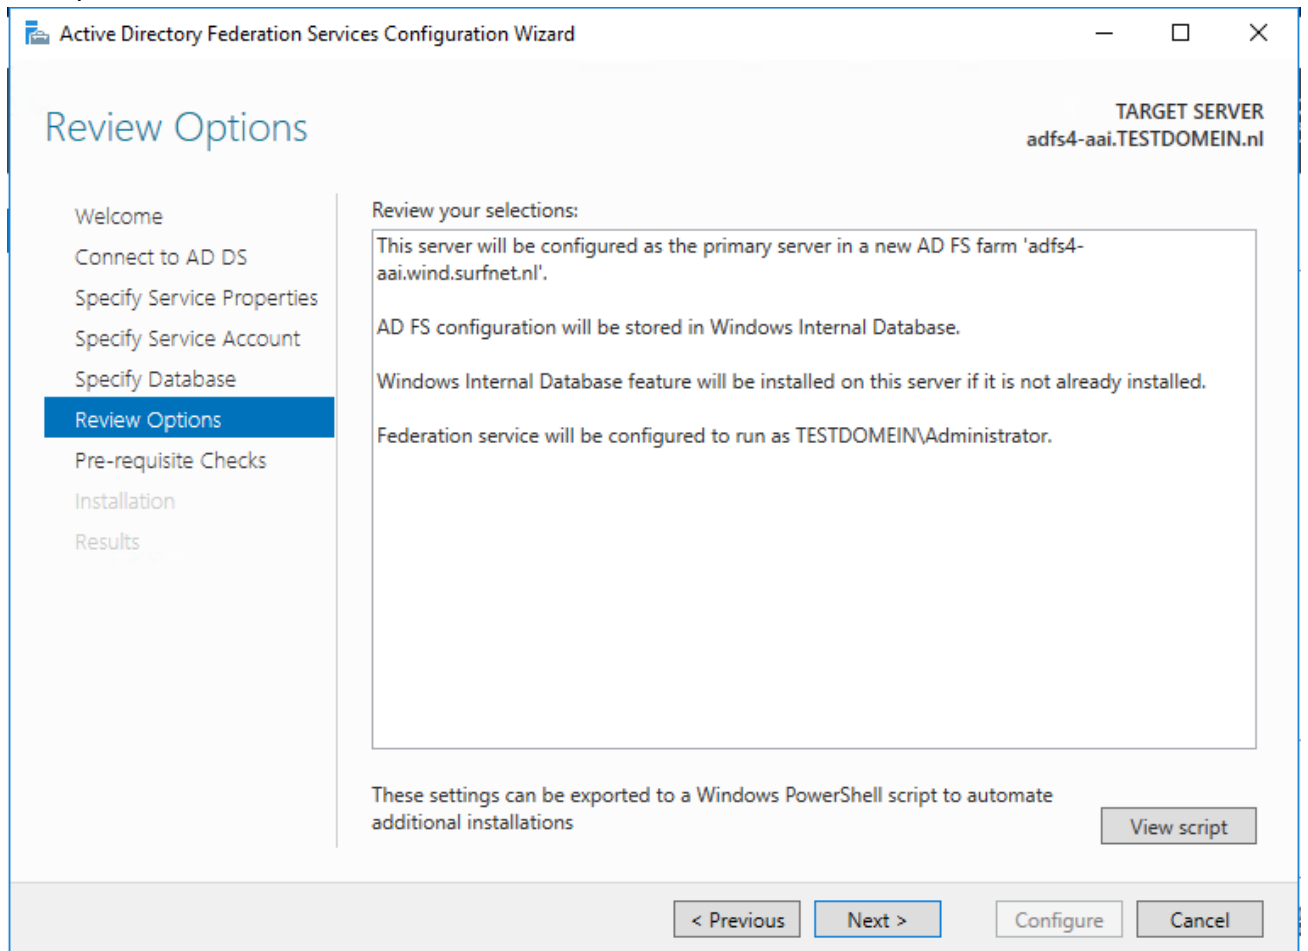 Active Directory Federation Services Configuration Wizard
Review Options
TARGET SERVER
adfs4-aai.TESTDOMEIN.nl
Welcome
Connect to AD DS
Specify Service Properties
Specify Service Account
Specify Database
Review Options
Pre-requisite Checks
Installation
Results
Review your selections:
This server will be configured as the primary server in a new AD FS farm 'adfs4-
aai.wind.surfnet.nl'.
AD FS configuration will be stored in Windows Internal Database.
Windows Internal Database feature will be installed on this server if it is not already installed.
Federation service will be configured to run as TESTDOMEIN\Administrator.
These settings can be exported to a Windows PowerShell script to automate
additional installations
View script
< Previous
Next >
Configure
Cancel